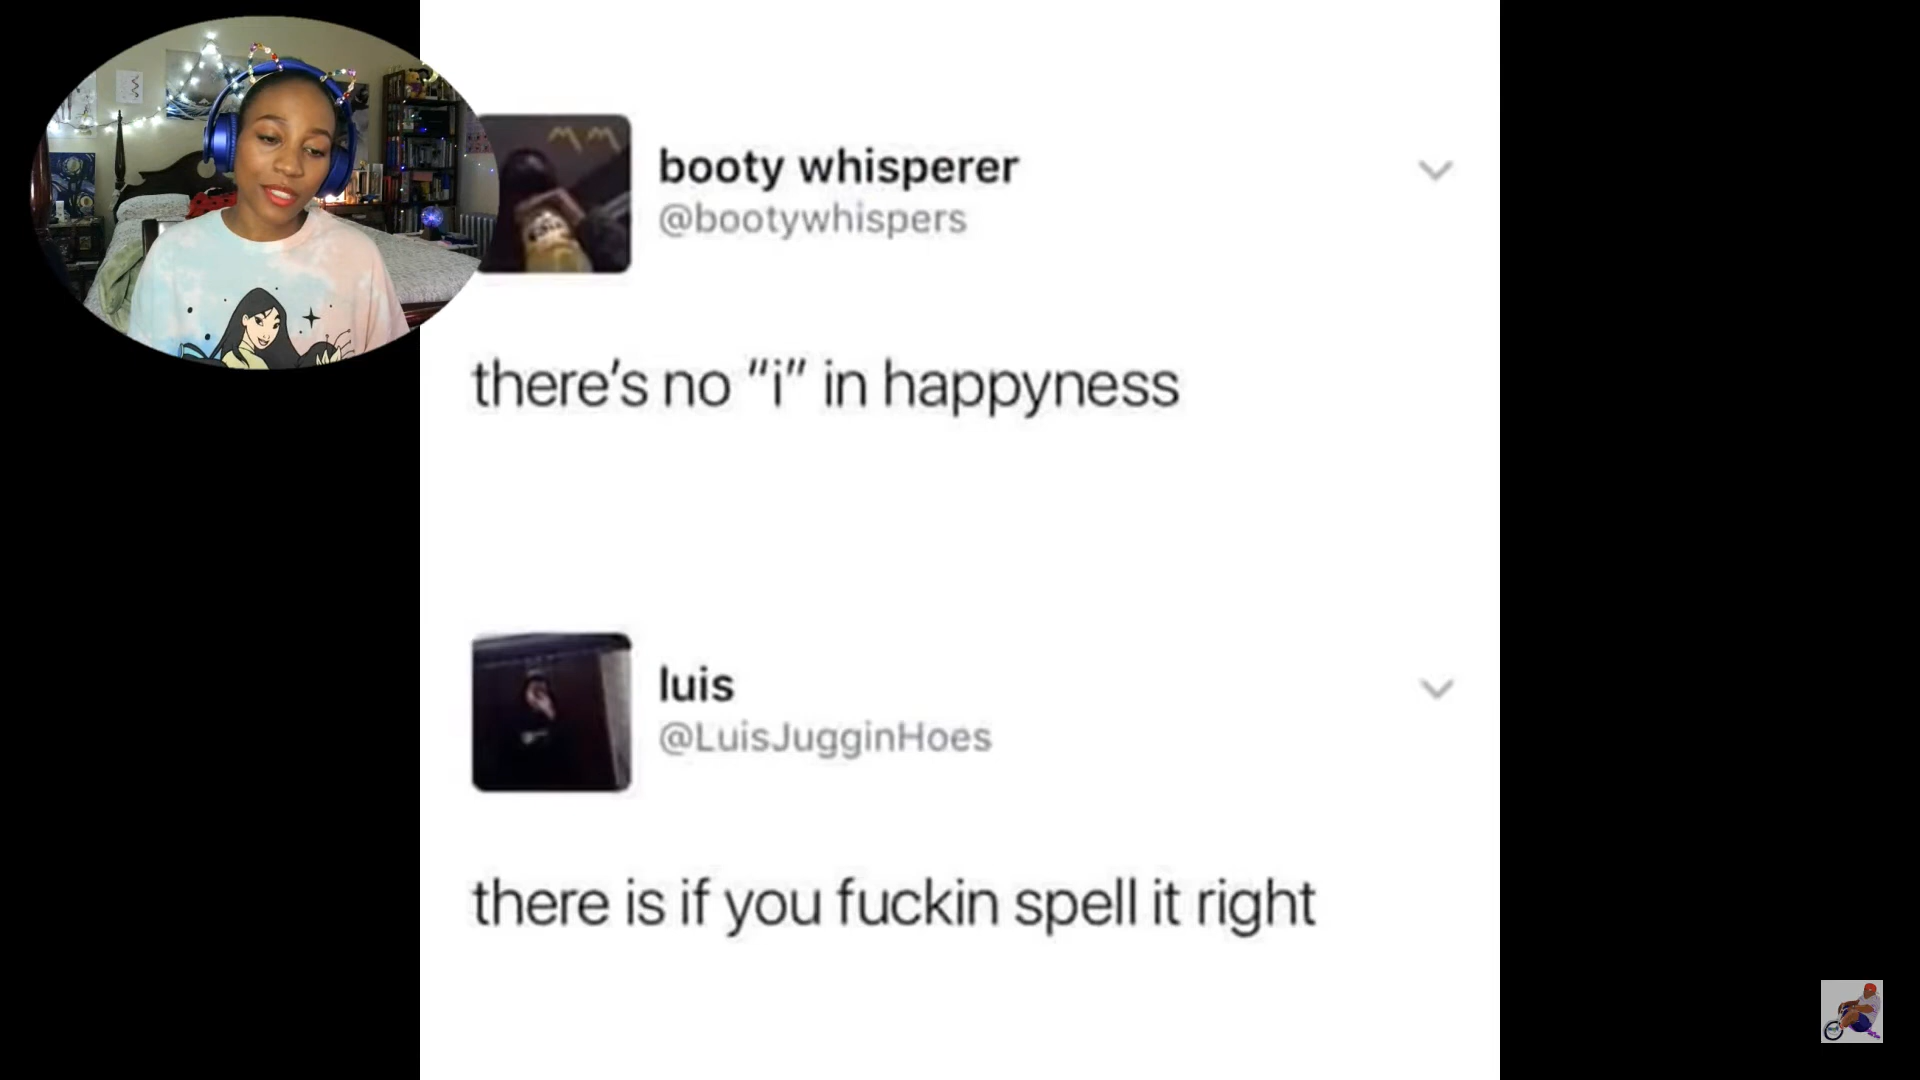 booty whisperer
@bootywhispers
there's no "i" in happyness
luis
@LuisJugginHoes
there is if you fuckin spell it right